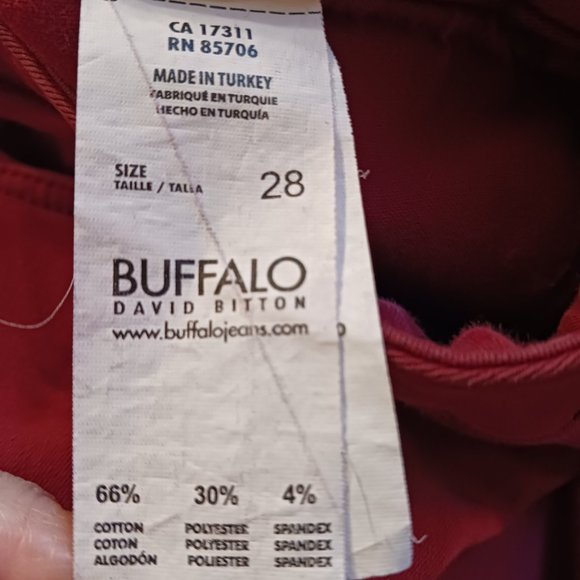 CA 17311
RN 85706
MADE IN TURKEY
FABRIQUÉ EN TURQUIE
HECHO EN TURQUÍA
SIZE
TAILLE / TALLA
28
BUFFALO
DAVID BITTON
www.buffalojeans.com
66% 30% 4%
COTTON POLYESTER SPANDEX
COTON POLYESTER SPANDEX
ALGODÓN POLIESTER SPANDEX